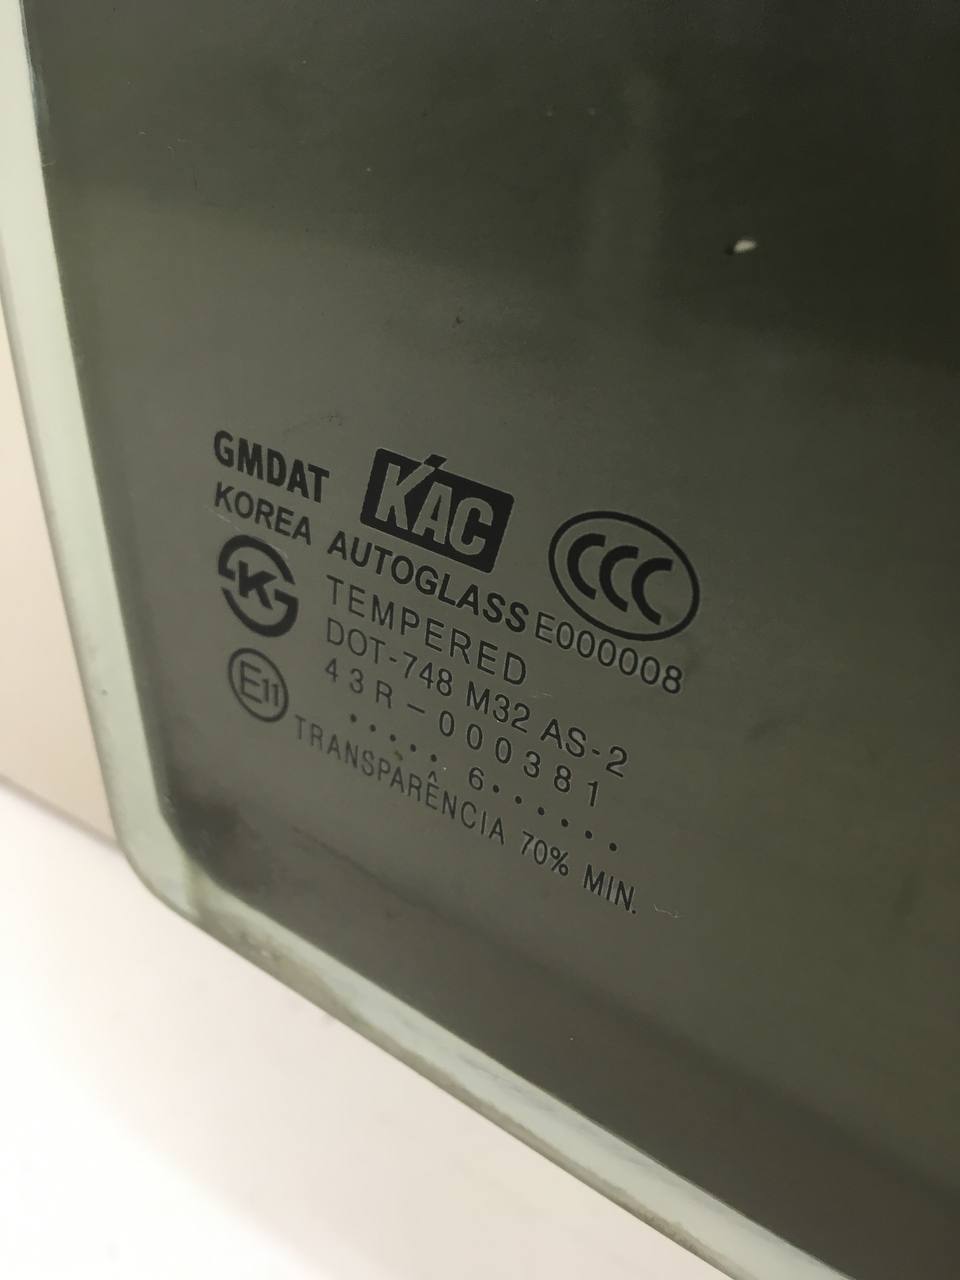 GMDAT KAC
KOREA AUTOGLASS CCC
K TEMPERED E000008
DOT-748 M32 AS-2
E11 43R-000381
..... 6......
TRANSPARÊNCIA 70% MIN.